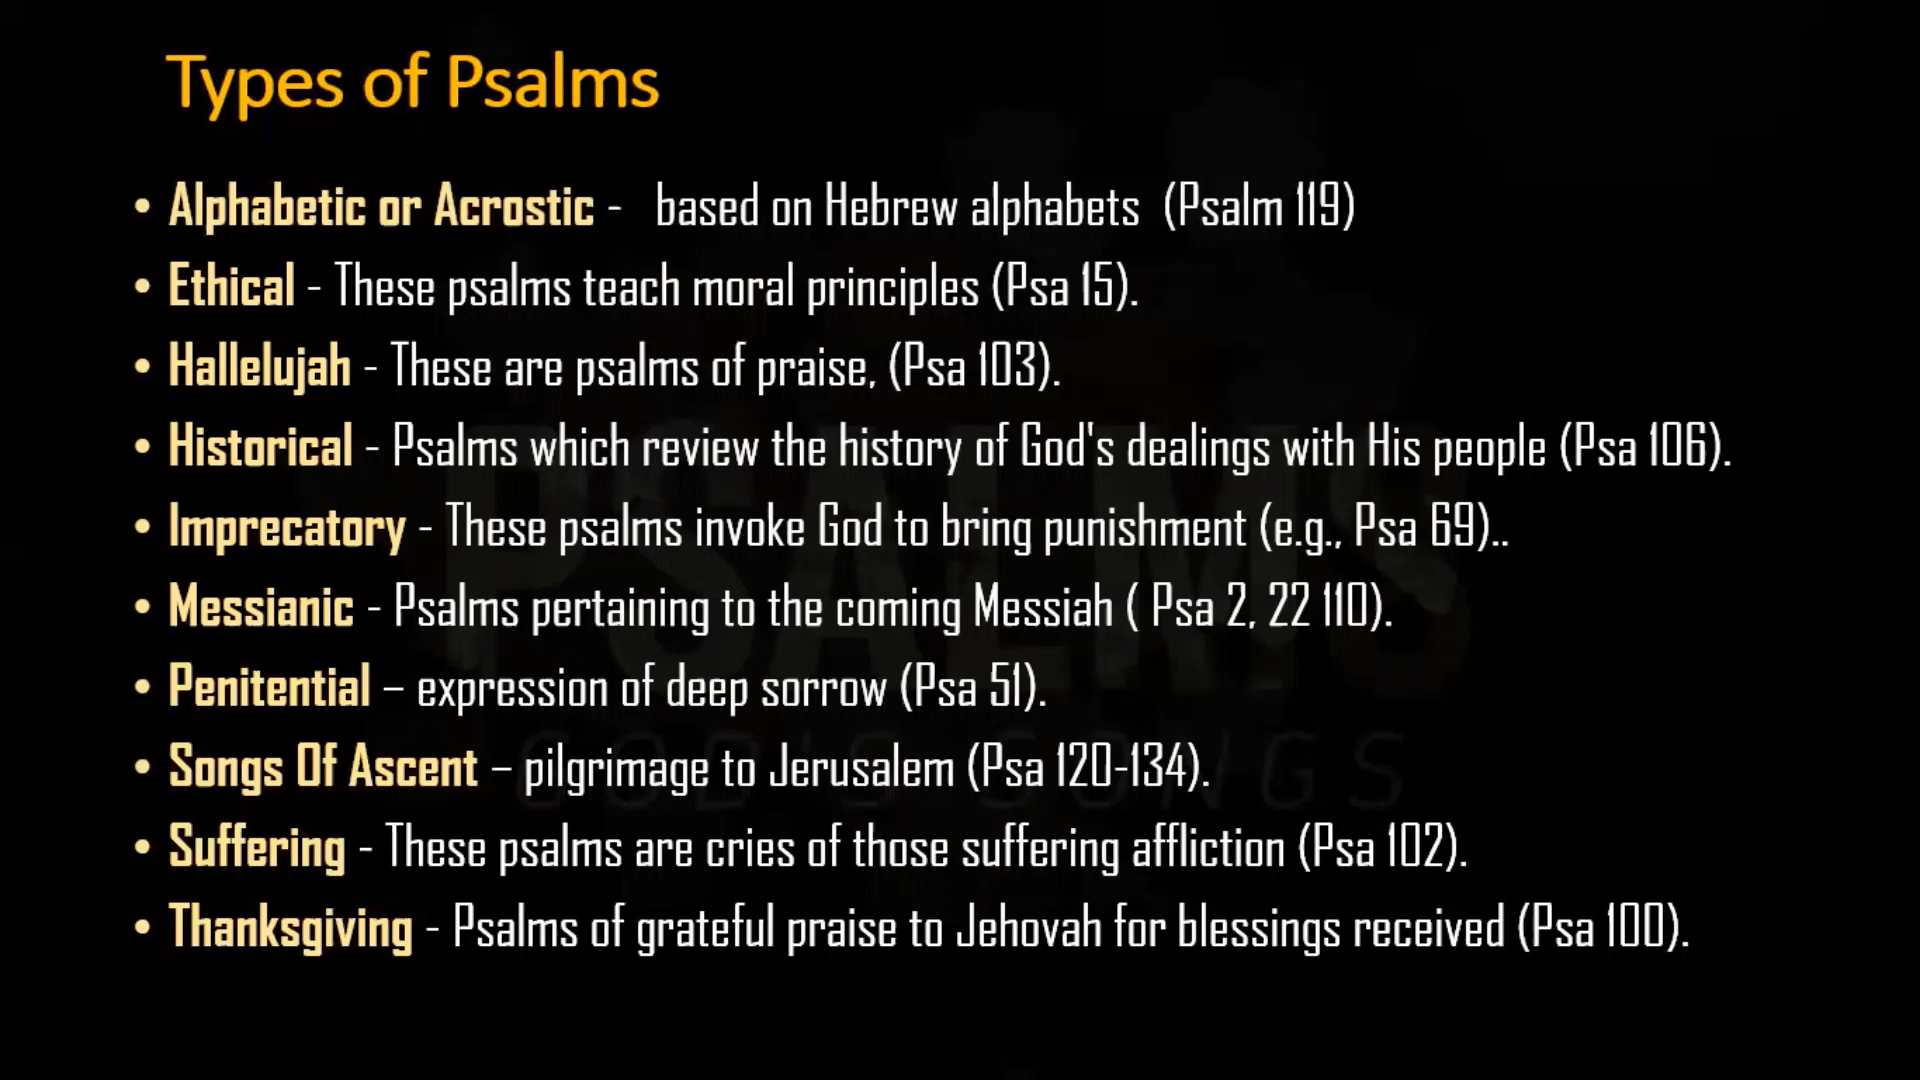 Types of Psalms
• Alphabetic or Acrostic -   based on Hebrew alphabets  (Psalm 119)
• Ethical - These psalms teach moral principles (Psa 15).
• Hallelujah - These are psalms of praise, (Psa 103).
• Historical - Psalms which review the history of God's dealings with His people (Psa 106).
• Imprecatory - These psalms invoke God to bring punishment (e.g., Psa 69)..
• Messianic - Psalms pertaining to the coming Messiah ( Psa 2, 22 110).
• Penitential – expression of deep sorrow (Psa 51).
• Songs Of Ascent – pilgrimage to Jerusalem (Psa 120-134).
• Suffering - These psalms are cries of those suffering affliction (Psa 102).
• Thanksgiving - Psalms of grateful praise to Jehovah for blessings received (Psa 100).
PSALMS
GOD'S SONGS